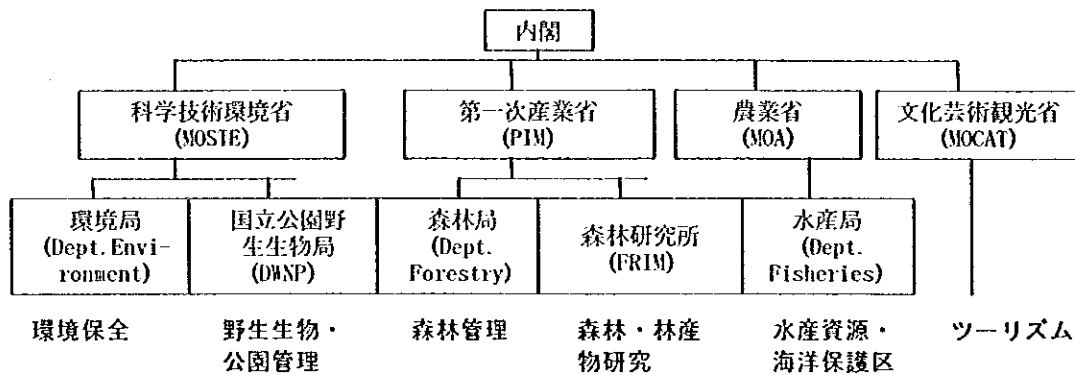 内閣
科学技術環境省
(MOSTE)
第一次産業省
(PIM)
農業省
(MOA)
文化芸術観光省
(MOCAT)
環境局
(Dept.Envi-
ronment)
国立公園野
生生物局
(DWNP)
森林局
(Dept.
Forestry)
森林研究所
(FRIM)
水産局
(Dept.
Fisheries)
環境保全
野生生物・
公園管理
森林管理
森林・林産
物研究
水産資源・
海洋保護区
ツーリズム